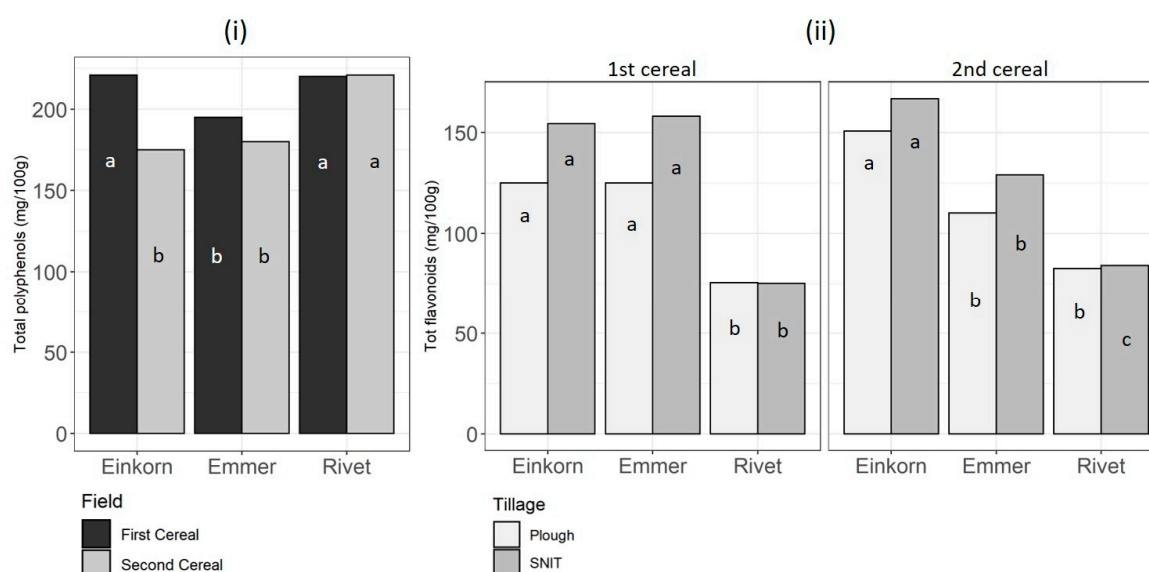 (i)
Total polyphenols (mg/100g)
200
150
100
50
0
a
b
b
b
a
a
Einkorn
Emmer
Rivet
Field
First Cereal
Second Cereal
(ii)
1st cereal
2nd cereal
Tot flavonoids (mg/100g)
150
100
50
0
a
a
a
a
b
b
a
a
b
b
b
c
Einkorn
Emmer
Rivet
Einkorn
Emmer
Rivet
Tillage
Plough
SNIT